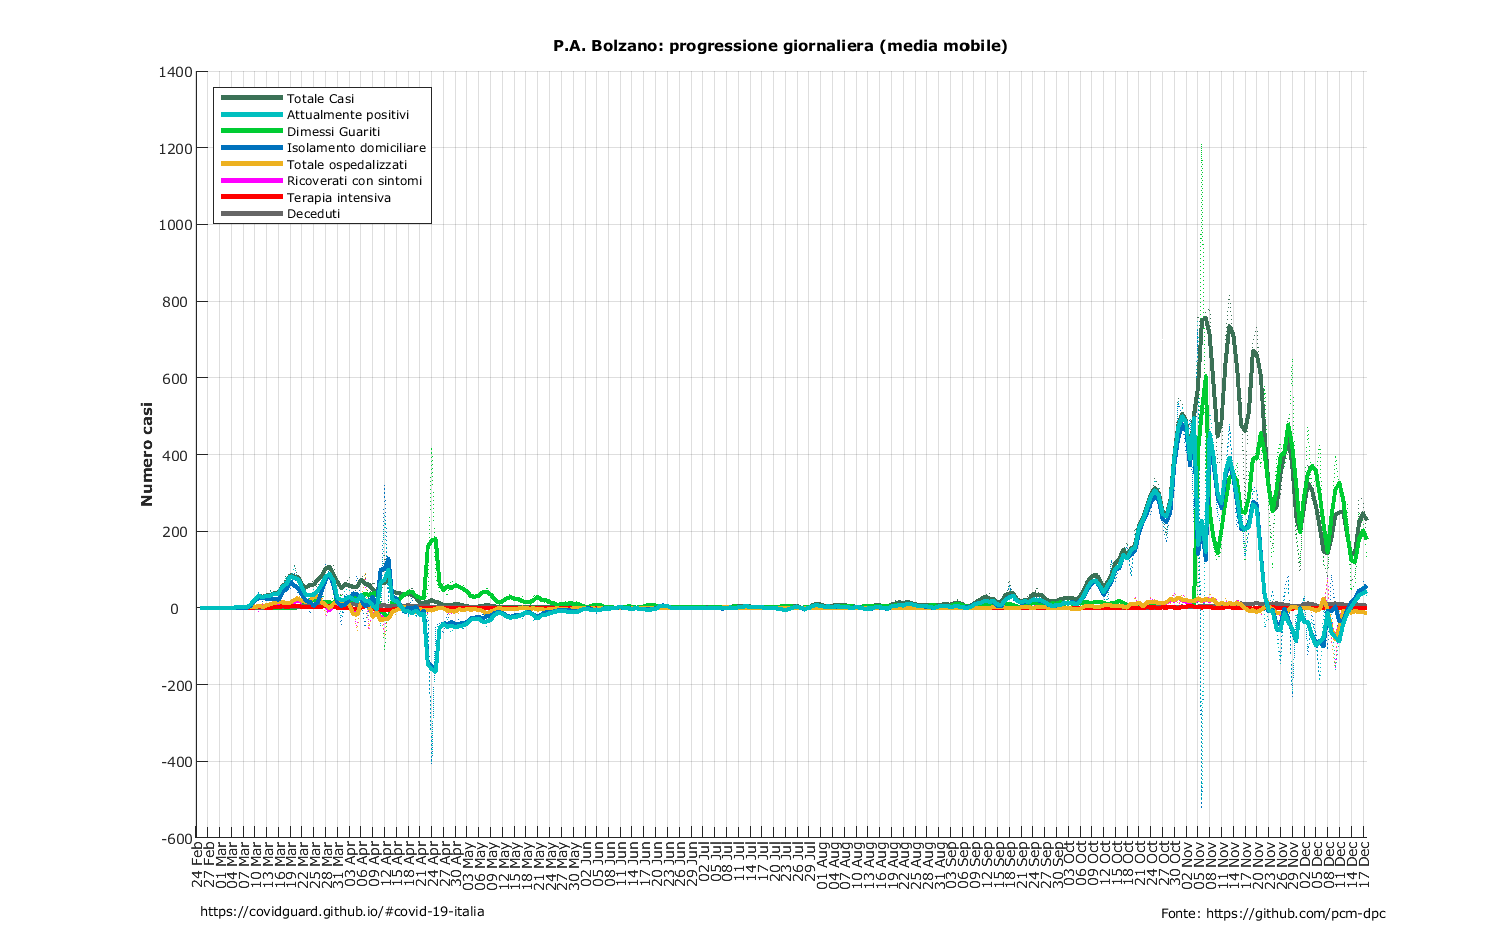 P.A. Bolzano: progressione giornaliera (media mobile)
1400
1200
1000
800
600
400
200
0
-200
-400
-600
Numero casi
Totale Casi
Attualmente positivi
Dimessi Guariti
Isolamento domiciliare
Totale ospedalizzati
Ricoverati con sintomi
Terapia intensiva
Deceduti
24 Feb
27 Feb
01 Mar
04 Mar
07 Mar
10 Mar
13 Mar
16 Mar
19 Mar
22 Mar
25 Mar
28 Mar
31 Mar
03 Apr
06 Apr
09 Apr
12 Apr
15 Apr
18 Apr
21 Apr
24 Apr
27 Apr
30 Apr
03 May
06 May
09 May
12 May
15 May
18 May
21 May
24 May
27 May
30 May
02 Jun
05 Jun
08 Jun
11 Jun
14 Jun
17 Jun
20 Jun
23 Jun
26 Jun
29 Jun
02 Jul
05 Jul
08 Jul
11 Jul
14 Jul
17 Jul
20 Jul
23 Jul
26 Jul
29 Jul
01 Aug
04 Aug
07 Aug
10 Aug
13 Aug
16 Aug
19 Aug
22 Aug
25 Aug
28 Aug
31 Aug
03 Sep
06 Sep
09 Sep
12 Sep
15 Sep
18 Sep
21 Sep
24 Sep
27 Sep
30 Sep
03 Oct
06 Oct
09 Oct
12 Oct
15 Oct
18 Oct
21 Oct
24 Oct
27 Oct
30 Oct
02 Nov
05 Nov
08 Nov
11 Nov
14 Nov
17 Nov
20 Nov
23 Nov
26 Nov
29 Nov
02 Dec
05 Dec
08 Dec
11 Dec
14 Dec
17 Dec
https://covidguard.github.io/#covid-19-italia
Fonte: https://github.com/pcm-dpc